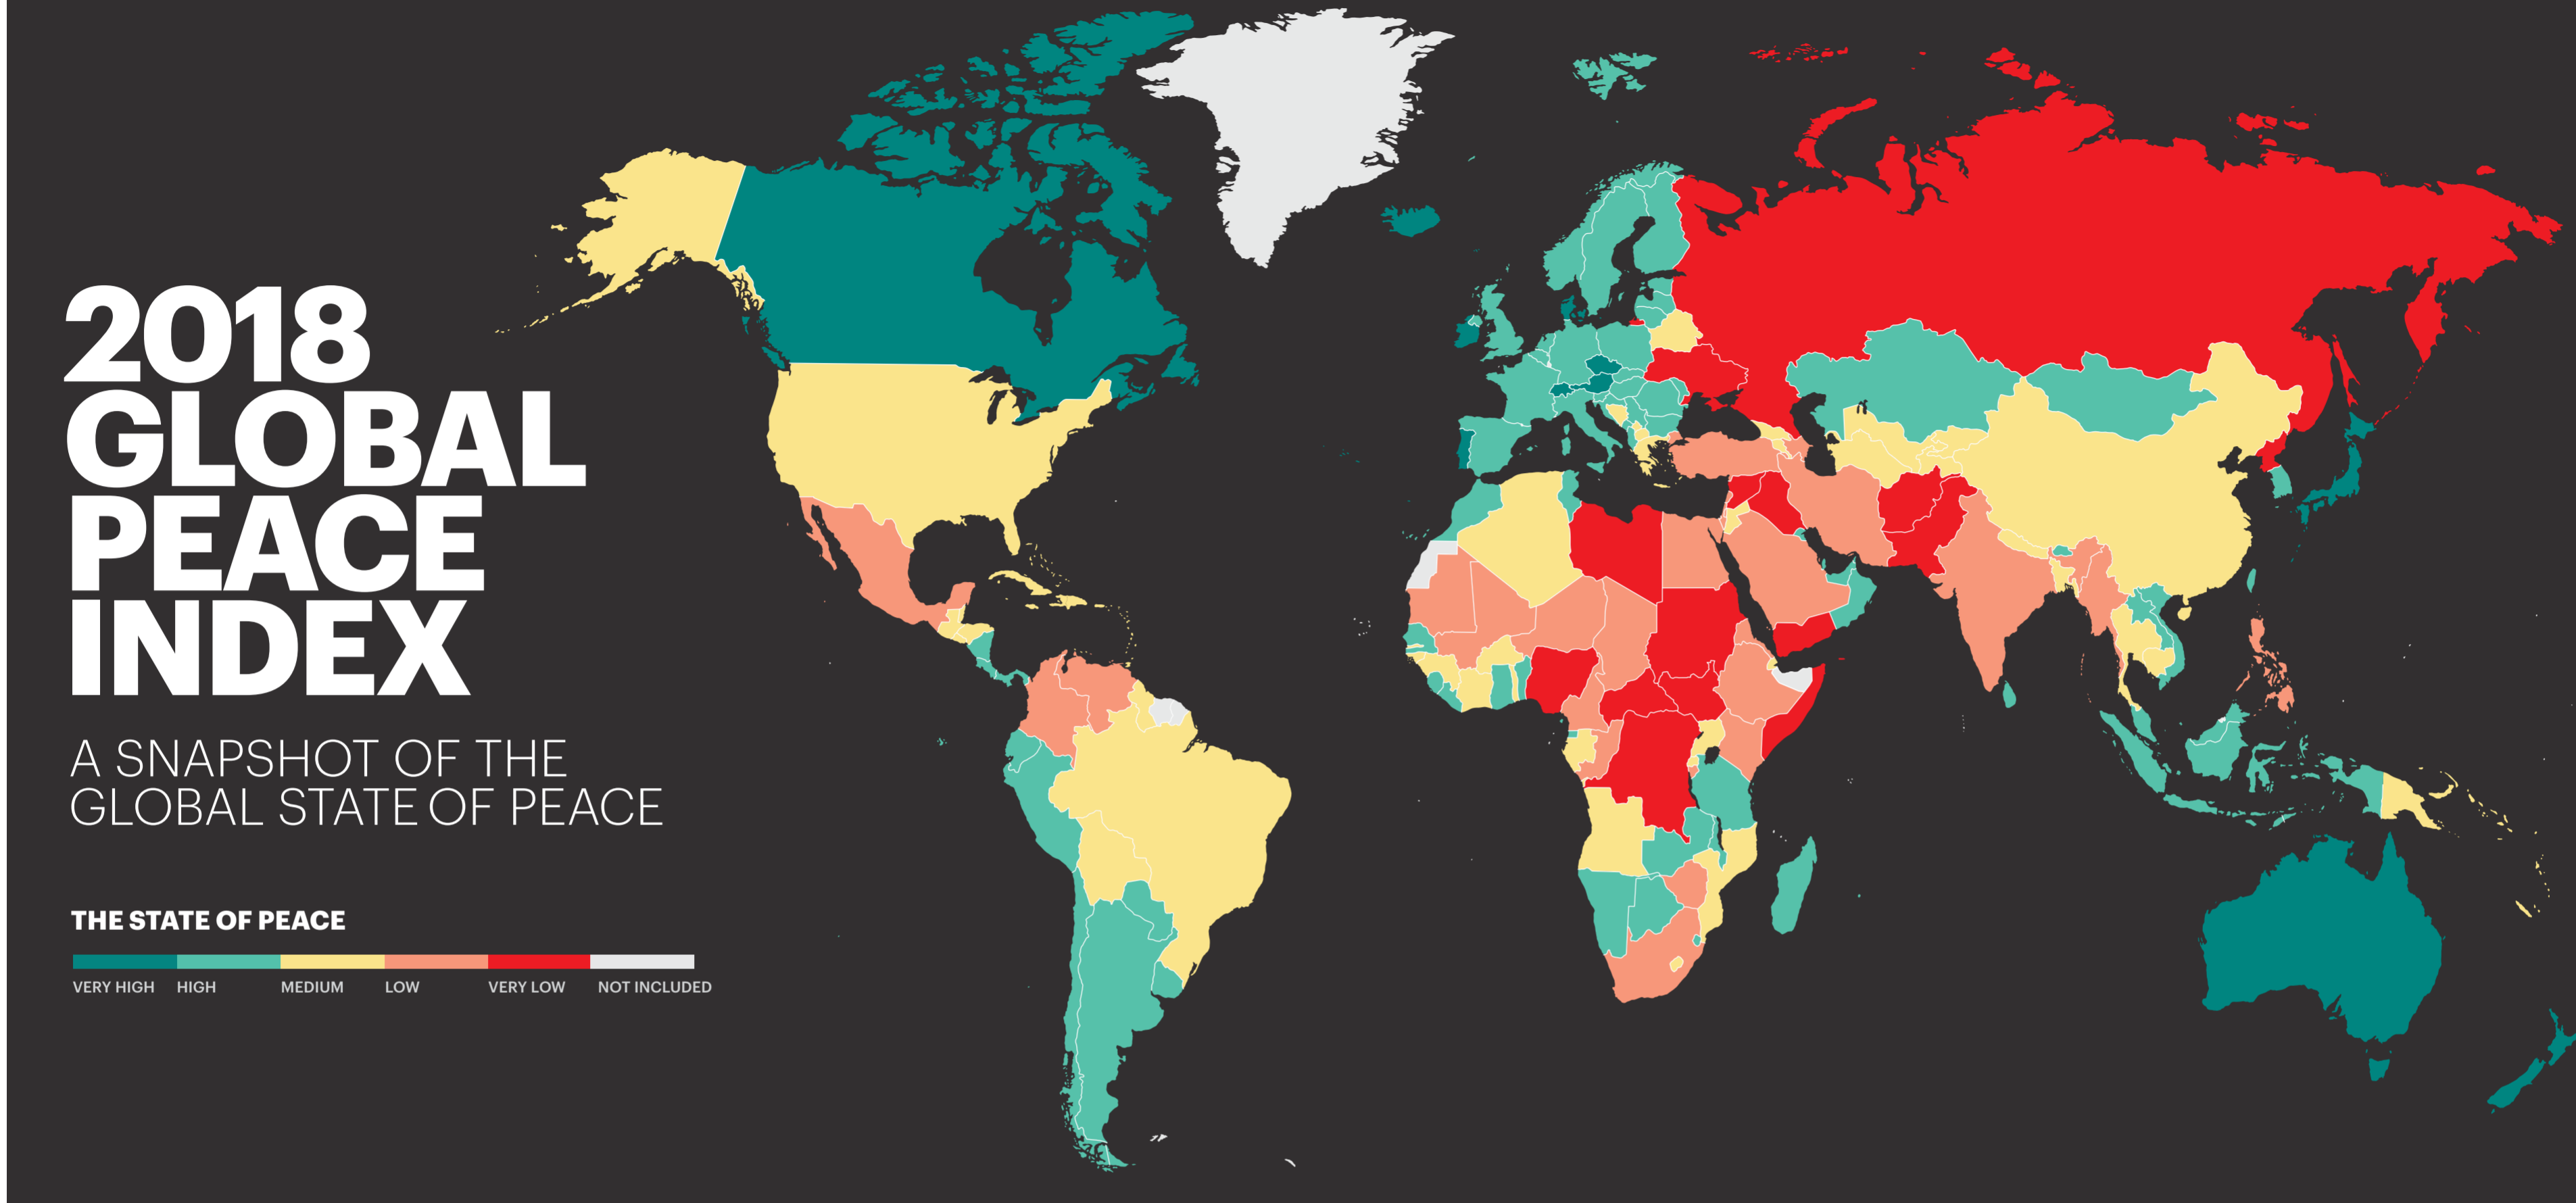 2018
GLOBAL
PEACE
INDEX
A SNAPSHOT OF THE
GLOBAL STATE OF PEACE
THE STATE OF PEACE
VERY HIGH HIGH MEDIUM LOW VERY LOW NOT INCLUDED